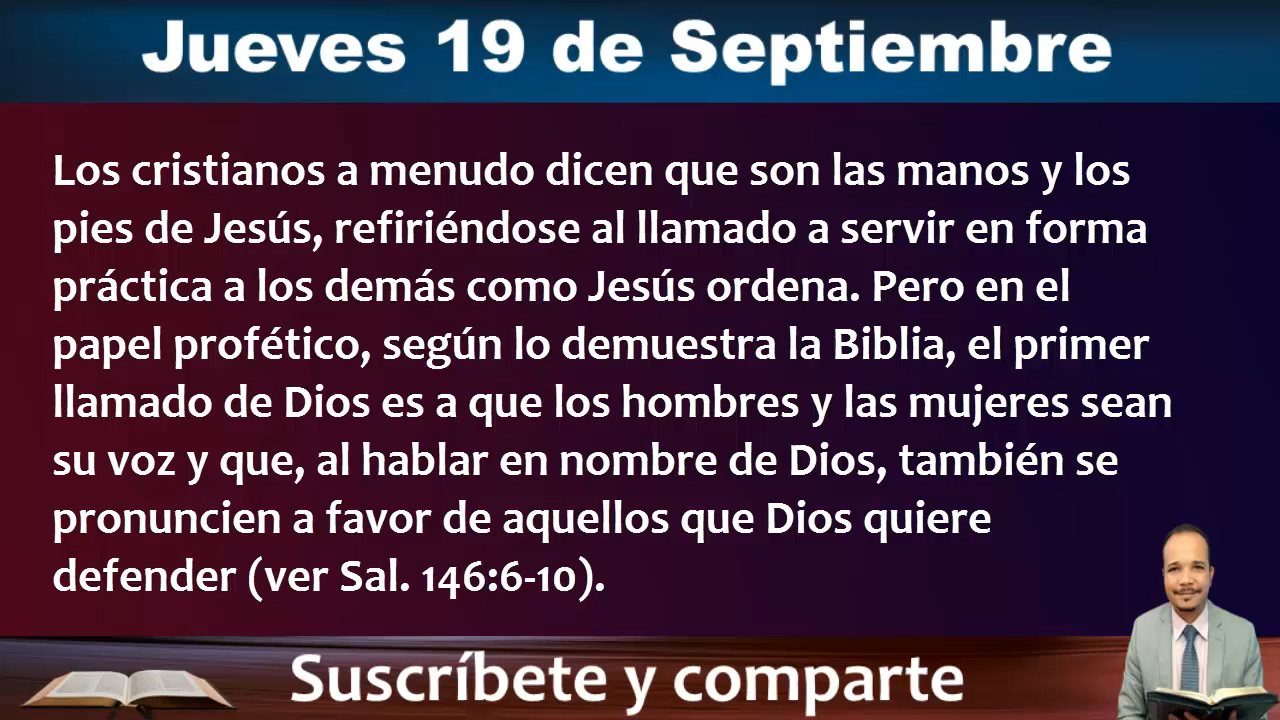 Jueves 19 de Septiembre
Los cristianos a menudo dicen que son las manos y los
pies de Jesús, refiriéndose al llamado a servir en forma
práctica a los demás como Jesús ordena. Pero en el
papel profético, según lo demuestra la Biblia, el primer
llamado de Dios es a que los hombres y las mujeres sean
su voz y que, al hablar en nombre de Dios, también se
pronuncien a favor de aquellos que Dios quiere
defender (ver Sal. 146:6-10).
Suscríbete y comparte